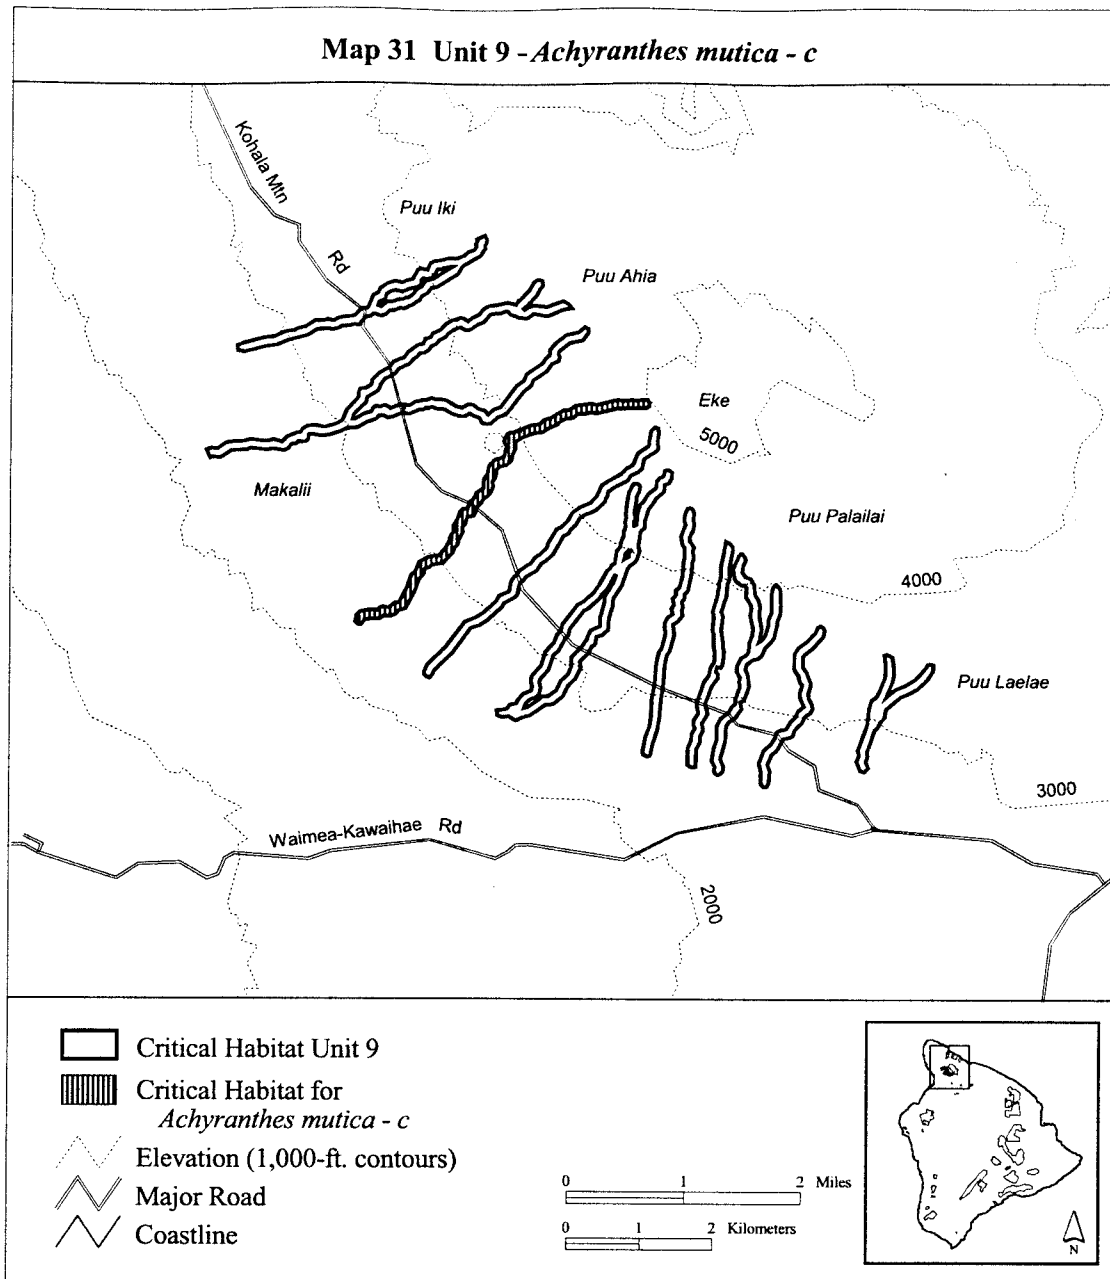 Map 31 Unit 9 - Achyranthes mutica - c
Kohala Mtn
Rd
Puu Iki
Puu Ahia
Eke
5000
Makalii
Puu Palailai
4000
Puu Laelae
3000
Waimea-Kawaihae Rd
2000
Critical Habitat Unit 9
Critical Habitat for
Achyranthes mutica - c
Elevation (1,000-ft. contours)
Major Road
Coastline
0 1 2 Miles
0 1 2 Kilometers
N